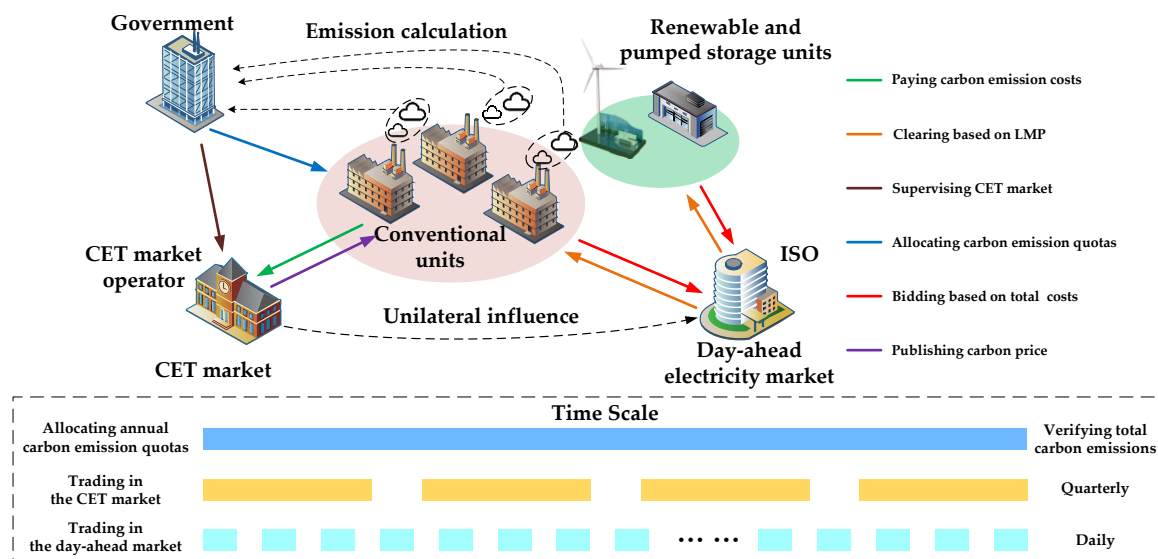 Government
Emission calculation
Renewable and
pumped storage units
Paying carbon emission costs
Clearing based on LMP
Supervising CET market
Allocating carbon emission quotas
Bidding based on total costs
Publishing carbon price
Conventional
units
CET market
operator
ISO
Unilateral influence
CET market
Day-ahead
electricity market
Time Scale
Allocating annual
carbon emission quotas
Verifying total
carbon emissions
Trading in
the CET market
Quarterly
Trading in
the day-ahead market
... ...
Daily